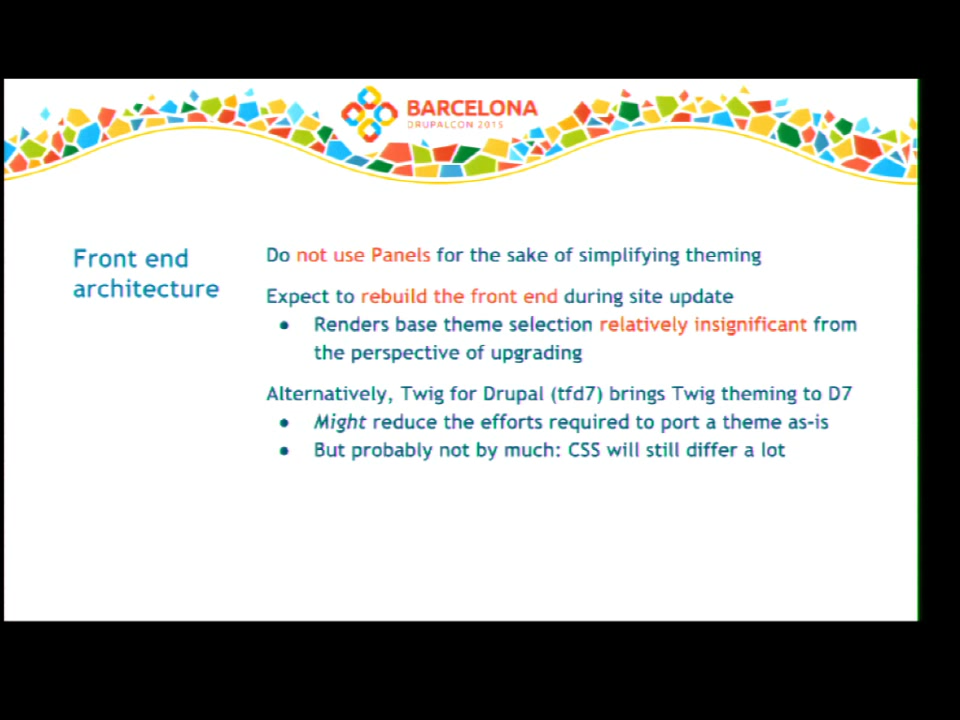 BARCELONA
DRUPALCON 2015
Front end
architecture
Do not use Panels for the sake of simplifying theming
Expect to rebuild the front end during site update
● Renders base theme selection relatively insignificant from
the perspective of upgrading
Alternatively, Twig for Drupal (tfd7) brings Twig theming to D7
● Might reduce the efforts required to port a theme as-is
● But probably not by much: CSS will still differ a lot